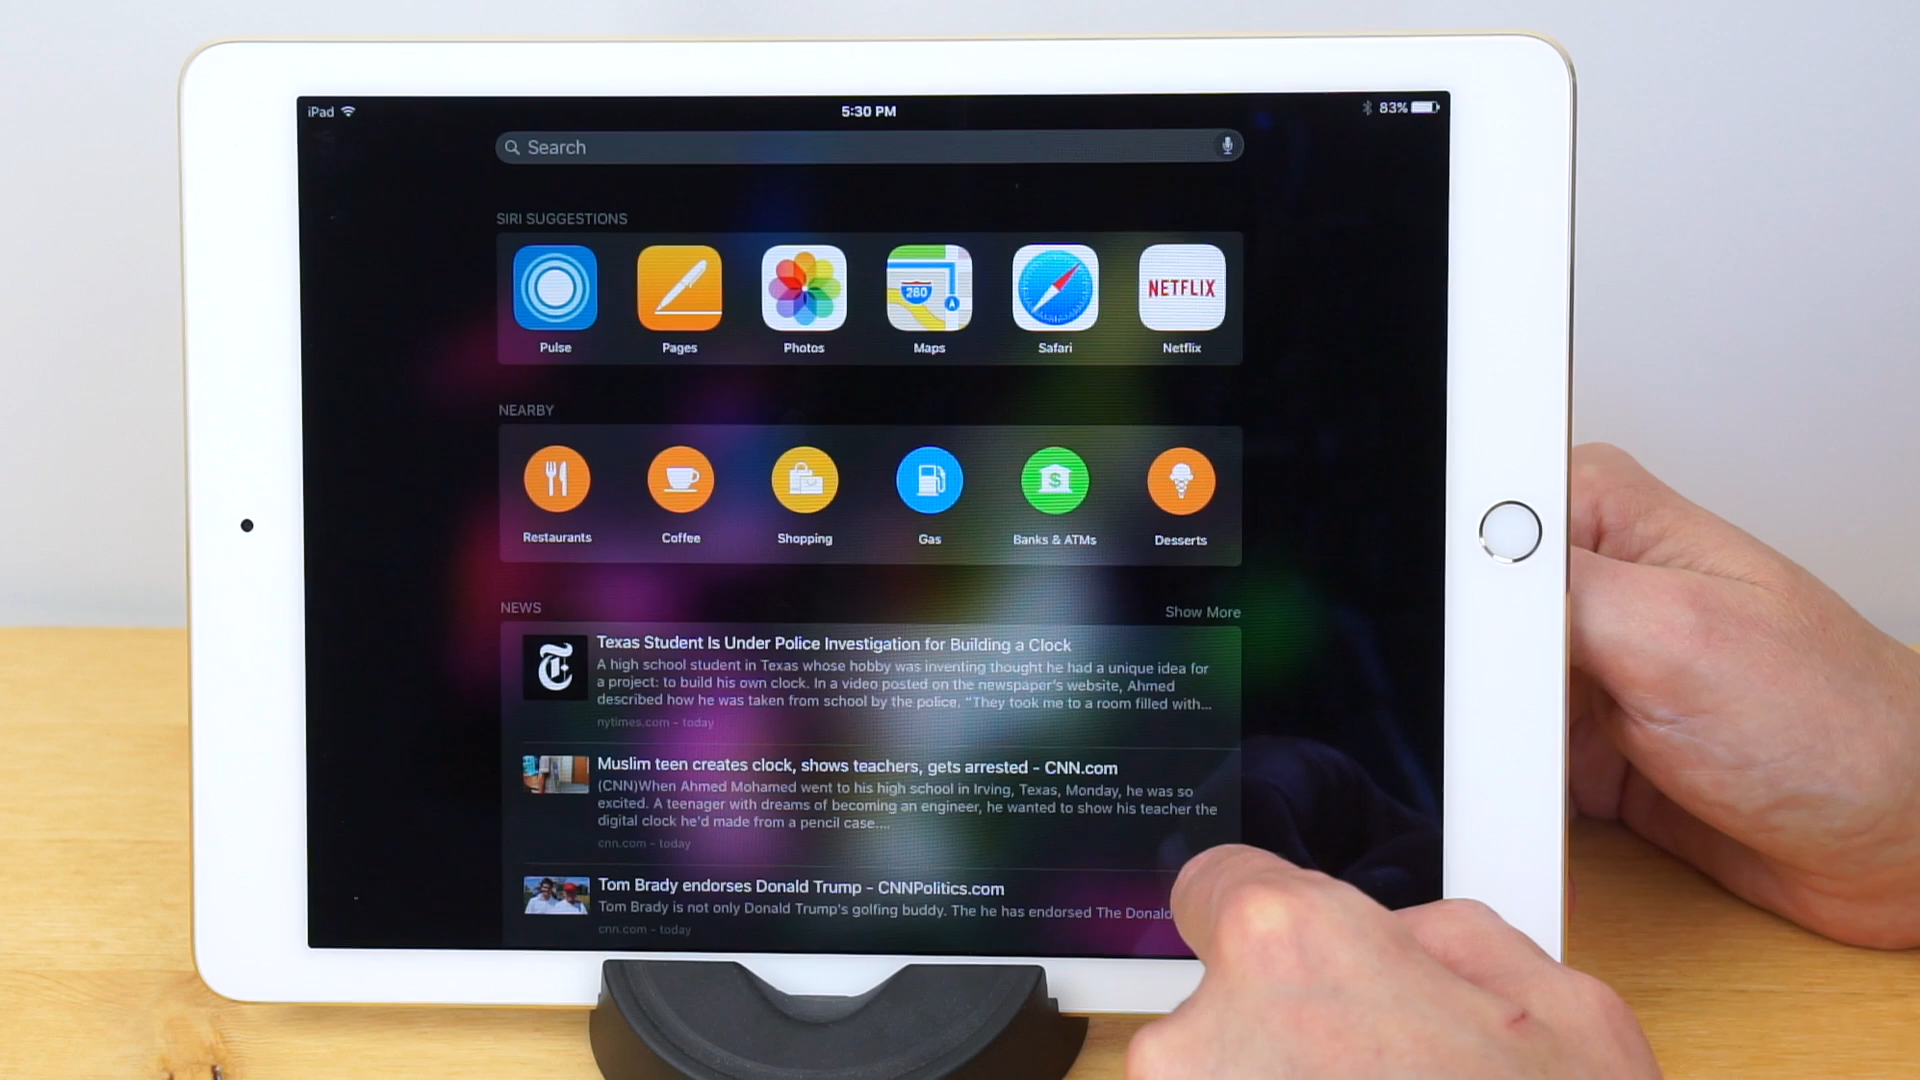 iPad 5:30 PM 83%
Search
SIRI SUGGESTIONS
280
NETFLIX
Pulse Pages Photos Maps Safari Netflix
NEARBY
$
Restaurants Coffee Shopping Gas Banks & ATMs Desserts
NEWS Show More
T
Texas Student Is Under Police Investigation for Building a Clock
A high school student in Texas whose hobby was inventing thought he had a unique idea for
a project: to build his own clock. In a video posted on the newspaper's website, Ahmed
described how he was taken from school by the police. "They took me to a room filled with...
nytimes.com - today
Muslim teen creates clock, shows teachers, gets arrested - CNN.com
(CNN)When Ahmed Mohamed went to his high school in Irving, Texas, Monday, he was so
excited. A teenager with dreams of becoming an engineer, he wanted to show his teacher the
digital clock he'd made from a pencil case....
cnn.com - today
Tom Brady endorses Donald Trump - CNNPolitics.com
Tom Brady is not only Donald Trump's golfing buddy. The he has endorsed The Donald
cnn.com - today